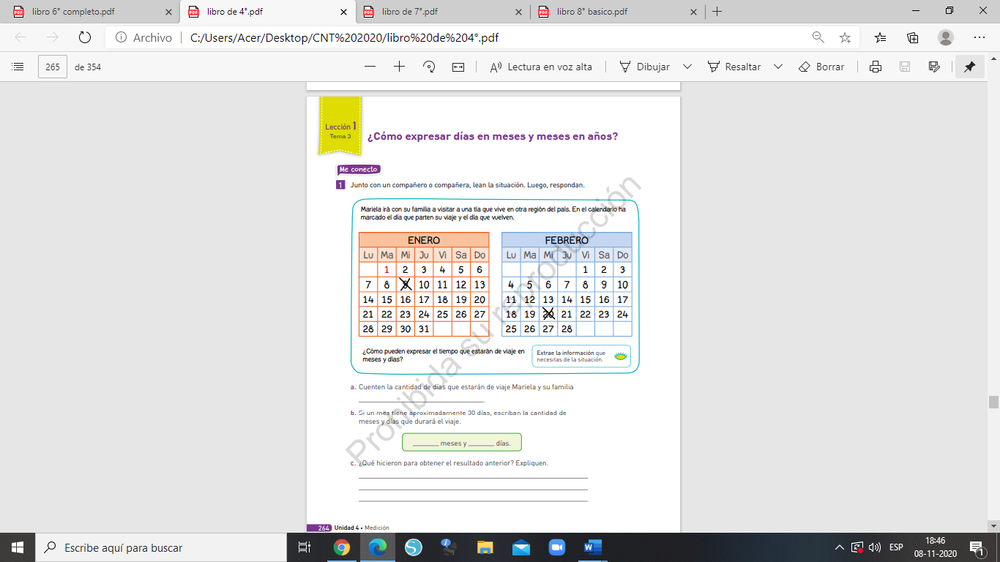 libro 6° completo.pdf
libro de 4°.pdf
libro de 7°.pdf
libro 8° basico.pdf
Archivo
C:/Users/Acer/Desktop/CNT%202020/libro%20de%204°.pdf
265 de 354
Lectura en voz alta
Dibujar
Resaltar
Borrar
Lección 1
Tema 3
¿Cómo expresar días en meses y meses en años?
Me conecto
1 Junto con un compañero o compañera, lean la situación. Luego, respondan.
Mariela irá con su familia a visitar a una tía que vive en otra región del país. En el calendario ha
marcado el día que parten su viaje y el día que vuelven.
ENERO
Lu Ma Mi Ju Vi Sa Do
1 2 3 4 5 6
7 8 9 10 11 12 13
14 15 16 17 18 19 20
21 22 23 24 25 26 27
28 29 30 31
FEBRERO
Lu Ma Mi Ju Vi Sa Do
1 2 3
4 5 6 7 8 9 10
11 12 13 14 15 16 17
18 19 20 21 22 23 24
25 26 27 28
¿Cómo pueden expresar el tiempo que estarán de viaje en
meses y días?
Extrae la información que
necesitas de la situación.
a. Cuenten la cantidad de días que estarán de viaje Mariela y su familia
.
b. Si un mes tiene aproximadamente 30 días, escriban la cantidad de
meses y días que durará el viaje.
_______ meses y _______ días.
c. ¿Qué hicieron para obtener el resultado anterior? Expliquen.
Prohibida su reproducción
264 Unidad 4 • Medición
Escribe aquí para buscar
ESP
18:46
08-11-2020
1